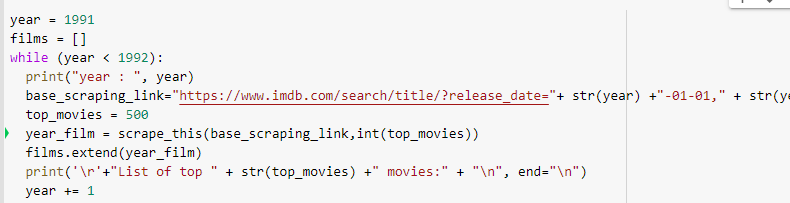 year = 1991
films = []
while (year < 1992):
  print("year : ", year)
  base_scraping_link="https://www.imdb.com/search/title/?release_date="+ str(year) +"-01-01," + str(ye
  top_movies = 500
  year_film = scrape_this(base_scraping_link,int(top_movies))
  films.extend(year_film)
  print('\r'+"List of top " + str(top_movies) +" movies:" + "\n", end="\n")
  year += 1